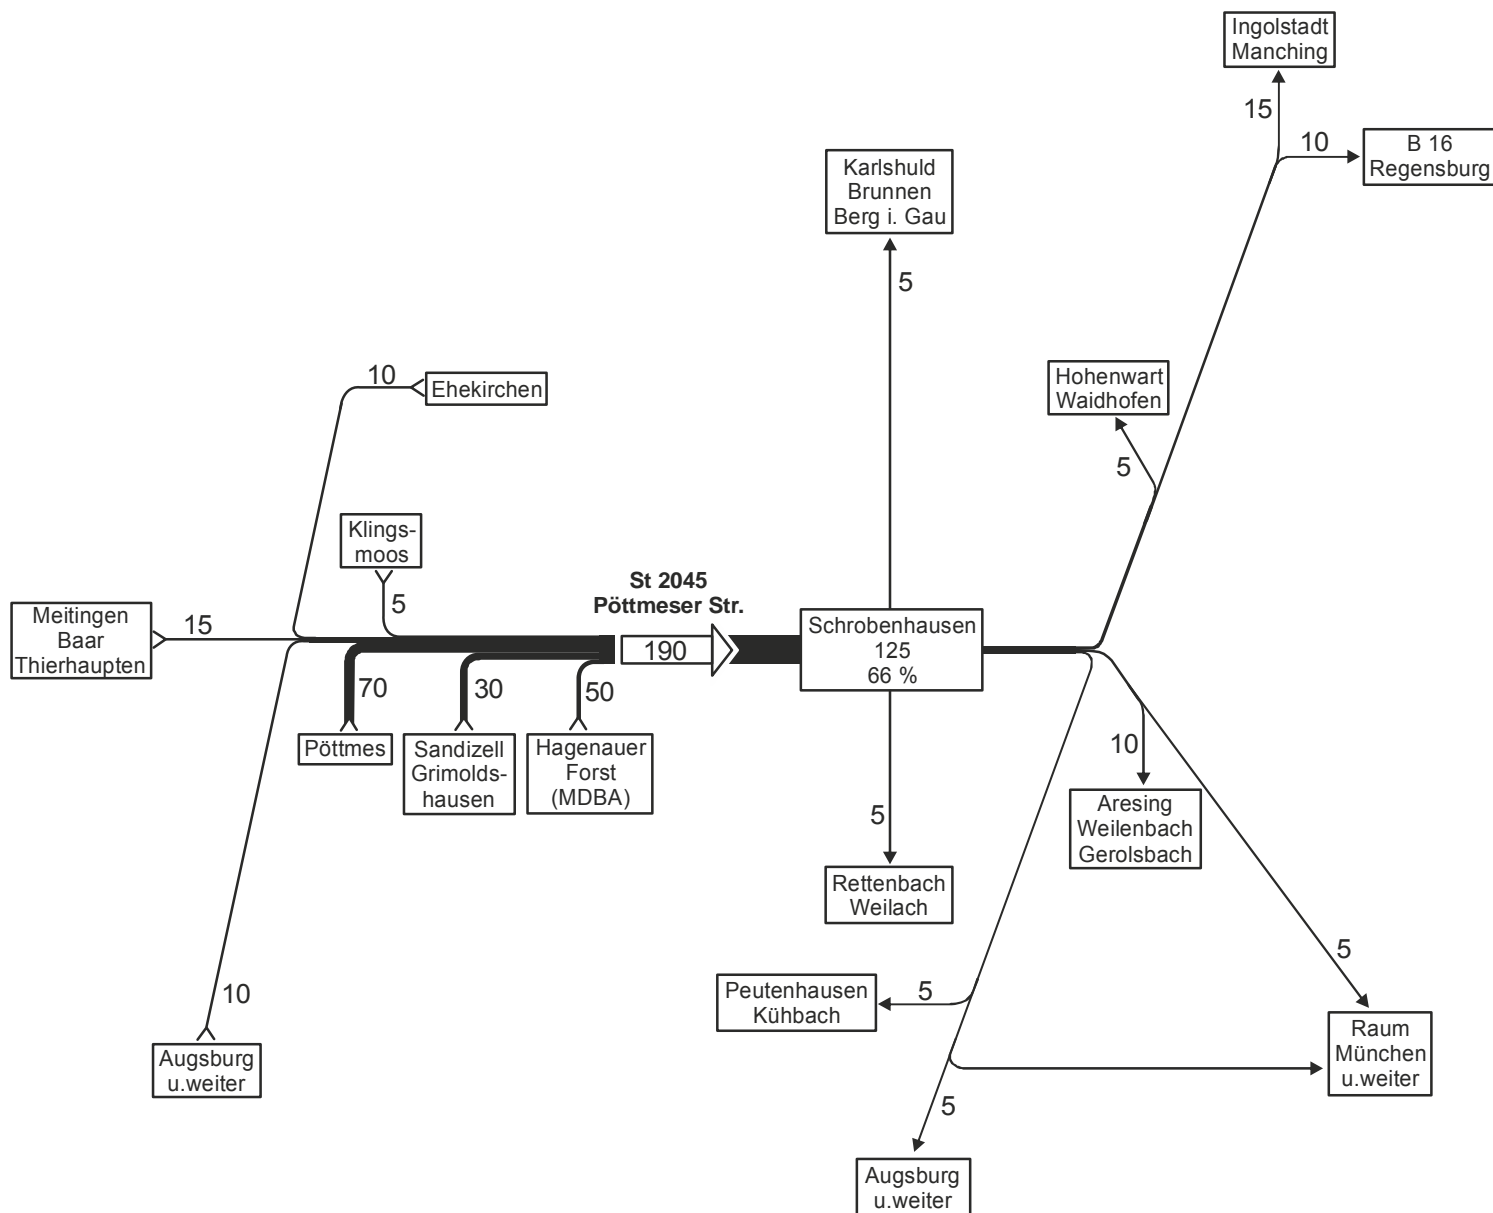 Ingolstadt
Manching
15
10
B 16
Regensburg
Karlshuld
Brunnen
Berg i. Gau
5
Hohenwart
Waidhofen
5
10
Ehekirchen
Klings-
moos
5
Meitingen
Baar
Thierhaupten
15
St 2045
Pöttmeser Str.
190
Schrobenhausen
125
66 %
70
30
50
Pöttmes
Sandizell
Grimolds-
hausen
Hagenauer
Forst
(MDBA)
10
Aresing
Weilenbach
Gerolsbach
5
Rettenbach
Weilach
10
Augsburg
u.weiter
Peutenhausen
Kühbach
5
5
Raum
München
u.weiter
5
Augsburg
u.weiter